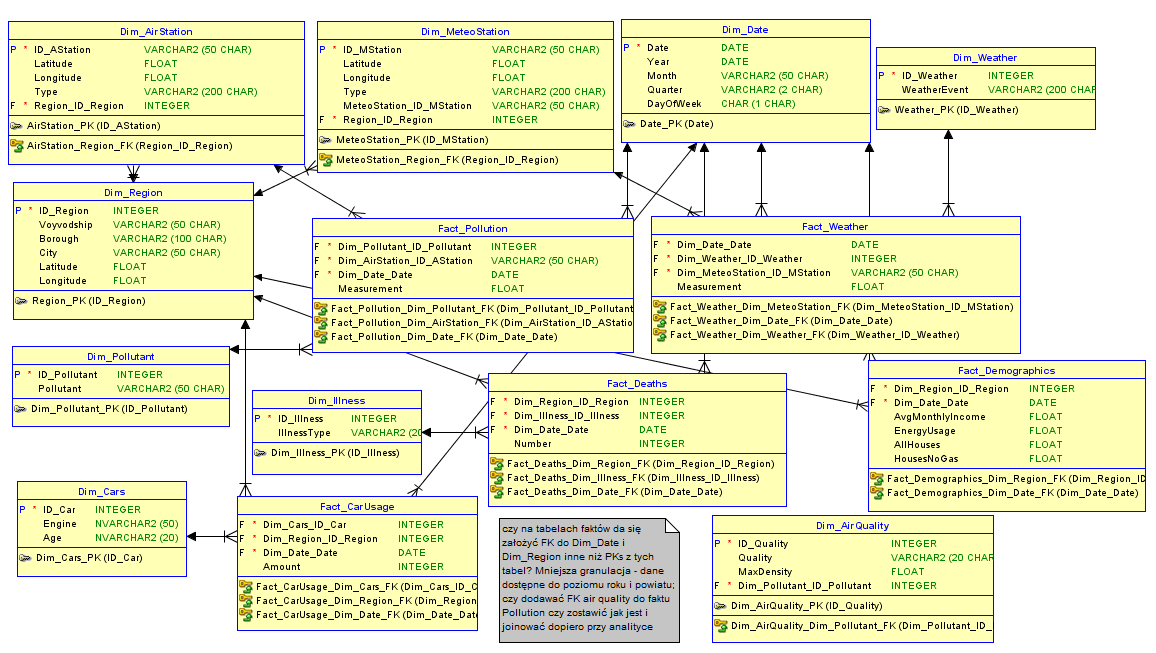 Dim_AirStation
P * ID_AStation VARCHAR2 (50 CHAR)
Latitude FLOAT
Longitude FLOAT
Type VARCHAR2 (200 CHAR)
F * Region_ID_Region INTEGER
AirStation_PK (ID_AStation)
AirStation_Region_FK (Region_ID_Region)
Dim_MeteoStation
P * ID_MStation VARCHAR2 (50 CHAR)
Latitude FLOAT
Longitude FLOAT
Type VARCHAR2 (200 CHAR)
MeteoStation_ID_MStation VARCHAR2 (50 CHAR)
F * Region_ID_Region INTEGER
MeteoStation_PK (ID_MStation)
MeteoStation_Region_FK (Region_ID_Region)
Dim_Date
P * Date DATE
Year DATE
Month VARCHAR2 (50 CHAR)
Quarter VARCHAR2 (2 CHAR)
DayOfWeek CHAR (1 CHAR)
Date_PK (Date)
Dim_Weather
P * ID_Weather INTEGER
WeatherEvent VARCHAR2 (200 CHAR
Weather_PK (ID_Weather)
Dim_Region
P * ID_Region INTEGER
Voyvodship VARCHAR2 (50 CHAR)
Borough VARCHAR2 (100 CHAR)
City VARCHAR2 (50 CHAR)
Latitude FLOAT
Longitude FLOAT
Region_PK (ID_Region)
Fact_Pollution
F * Dim_Pollutant_ID_Pollutant INTEGER
F * Dim_AirStation_ID_AStation VARCHAR2 (50 CHAR)
F * Dim_Date_Date DATE
Measurement FLOAT
Fact_Pollution_Dim_Pollutant_FK (Dim_Pollutant_ID_Pollutant
Fact_Pollution_Dim_AirStation_FK (Dim_AirStation_ID_AStatio
Fact_Pollution_Dim_Date_FK (Dim_Date_Date)
Fact_Weather
F * Dim_Date_Date DATE
F * Dim_Weather_ID_Weather INTEGER
F * Dim_MeteoStation_ID_MStation VARCHAR2 (50 CHAR)
Measurement FLOAT
Fact_Weather_Dim_MeteoStation_FK (Dim_MeteoStation_ID_MStation)
Fact_Weather_Dim_Date_FK (Dim_Date_Date)
Fact_Weather_Dim_Weather_FK (Dim_Weather_ID_Weather)
Dim_Pollutant
P * ID_Pollutant INTEGER
Pollutant VARCHAR2 (50 CHAR)
Dim_Pollutant_PK (ID_Pollutant)
Dim_Illness
P * ID_Illness INTEGER
IllnessType VARCHAR2 (20
Dim_Illness_PK (ID_Illness)
Fact_Deaths
F * Dim_Region_ID_Region INTEGER
F * Dim_Illness_ID_Illness INTEGER
F * Dim_Date_Date DATE
Number INTEGER
Fact_Deaths_Dim_Region_FK (Dim_Region_ID_Region)
Fact_Deaths_Dim_Illness_FK (Dim_Illness_ID_Illness)
Fact_Deaths_Dim_Date_FK (Dim_Date_Date)
Fact_Demographics
F * Dim_Region_ID_Region INTEGER
F * Dim_Date_Date DATE
AvgMonthlyIncome FLOAT
EnergyUsage FLOAT
AllHouses FLOAT
HousesNoGas FLOAT
Fact_Demographics_Dim_Region_FK (Dim_Region_ID
Fact_Demographics_Dim_Date_FK (Dim_Date_Date)
Dim_Cars
P * ID_Car INTEGER
Engine NVARCHAR2 (50)
Age NVARCHAR2 (20)
Dim_Cars_PK (ID_Car)
Fact_CarUsage
F * Dim_Cars_ID_Car INTEGER
F * Dim_Region_ID_Region INTEGER
F * Dim_Date_Date DATE
Amount INTEGER
Fact_CarUsage_Dim_Cars_FK (Dim_Cars_ID_C
Fact_CarUsage_Dim_Region_FK (Dim_Region
Fact_CarUsage_Dim_Date_FK (Dim_Date_Date
czy na tabelach faktów da się
założyć FK do Dim_Date i
Dim_Region inne niż PKs z tych
tabel? Mniejsza granulacja - dane
dostępne do poziomu roku i powiatu;
czy dodawać FK air quality do faktu
Pollution czy zostawić jak jest i
joinować dopiero przy analityce
Dim_AirQuality
P * ID_Quality INTEGER
Quality VARCHAR2 (20 CHAR
MaxDensity FLOAT
F * Dim_Pollutant_ID_Pollutant INTEGER
Dim_AirQuality_PK (ID_Quality)
Dim_AirQuality_Dim_Pollutant_FK (Dim_Pollutant_ID_